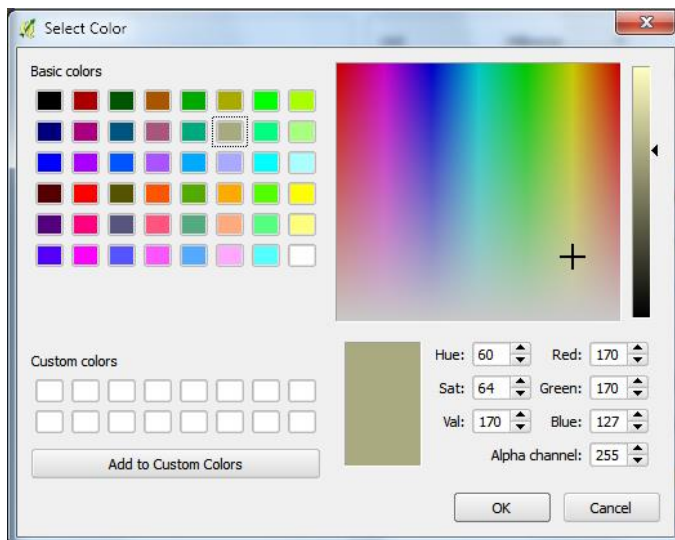 Select Color
Basic colors
Custom colors
Add to Custom Colors
Hue: 60 Red: 170
Sat: 64 Green: 170
Val: 170 Blue: 127
Alpha channel: 255
OK Cancel